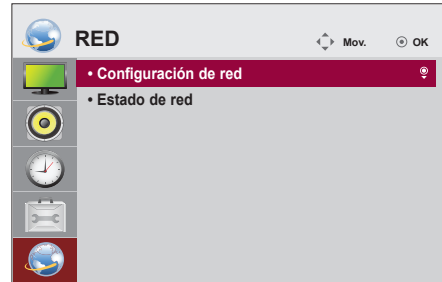 RED
Mov.
OK
• Configuración de red
• Estado de red